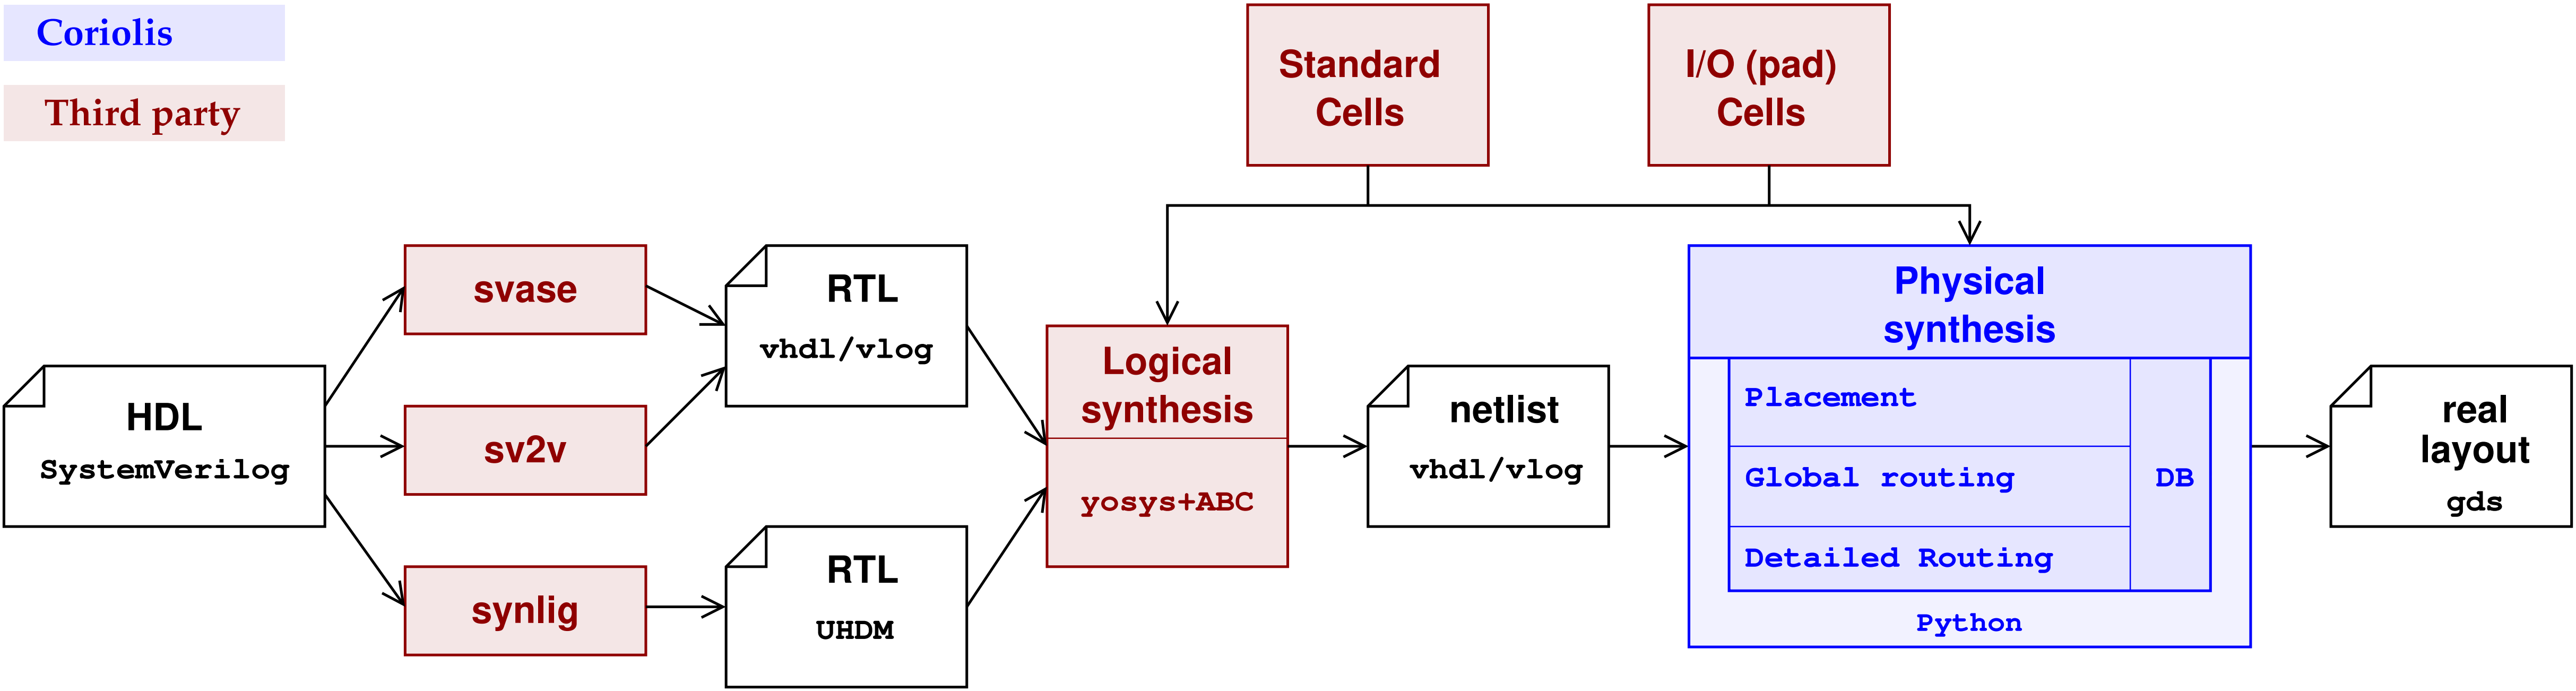 Coriolis
Third party
Standard
Cells
I/O (pad)
Cells
HDL
SystemVerilog
svase
sv2v
synlig
RTL
vhdl/vlog
RTL
UHDM
Logical
synthesis
yosys+ABC
netlist
vhdl/vlog
Physical
synthesis
Placement
Global routing
Detailed Routing
DB
Python
real
layout
gds